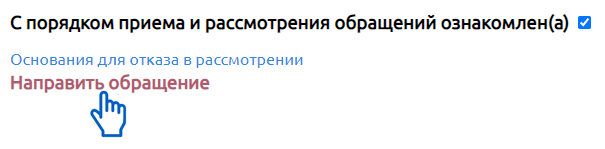 С порядком приема и рассмотрения обращений ознакомлен(а)
Основания для отказа в рассмотрении
Направить обращение